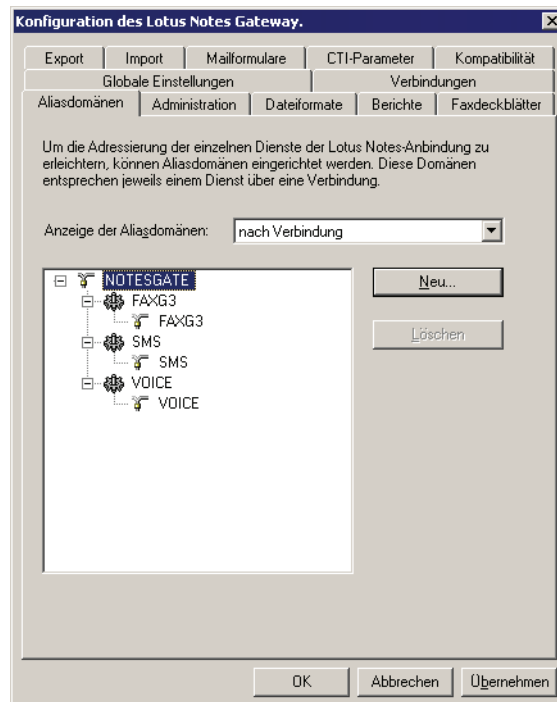 Konfiguration des Lotus Notes Gateway.
Export Import Mailformulare CTI-Parameter Kompatibilität
Globale Einstellungen Verbindungen
Aliasdomänen Administration Dateiformate Berichte Faxdeckblätter
Um die Adressierung der einzelnen Dienste der Lotus Notes-Anbindung zu
erleichtern, können Aliasdomänen eingerichtet werden. Diese Domänen
entsprechen jeweils einem Dienst über eine Verbindung.
Anzeige der Aliasdomänen: nach Verbindung
NOTESGATE
Neu...
FAXG3
FAXG3
Löschen
SMS
SMS
VOICE
VOICE
OK Abbrechen Übernehmen